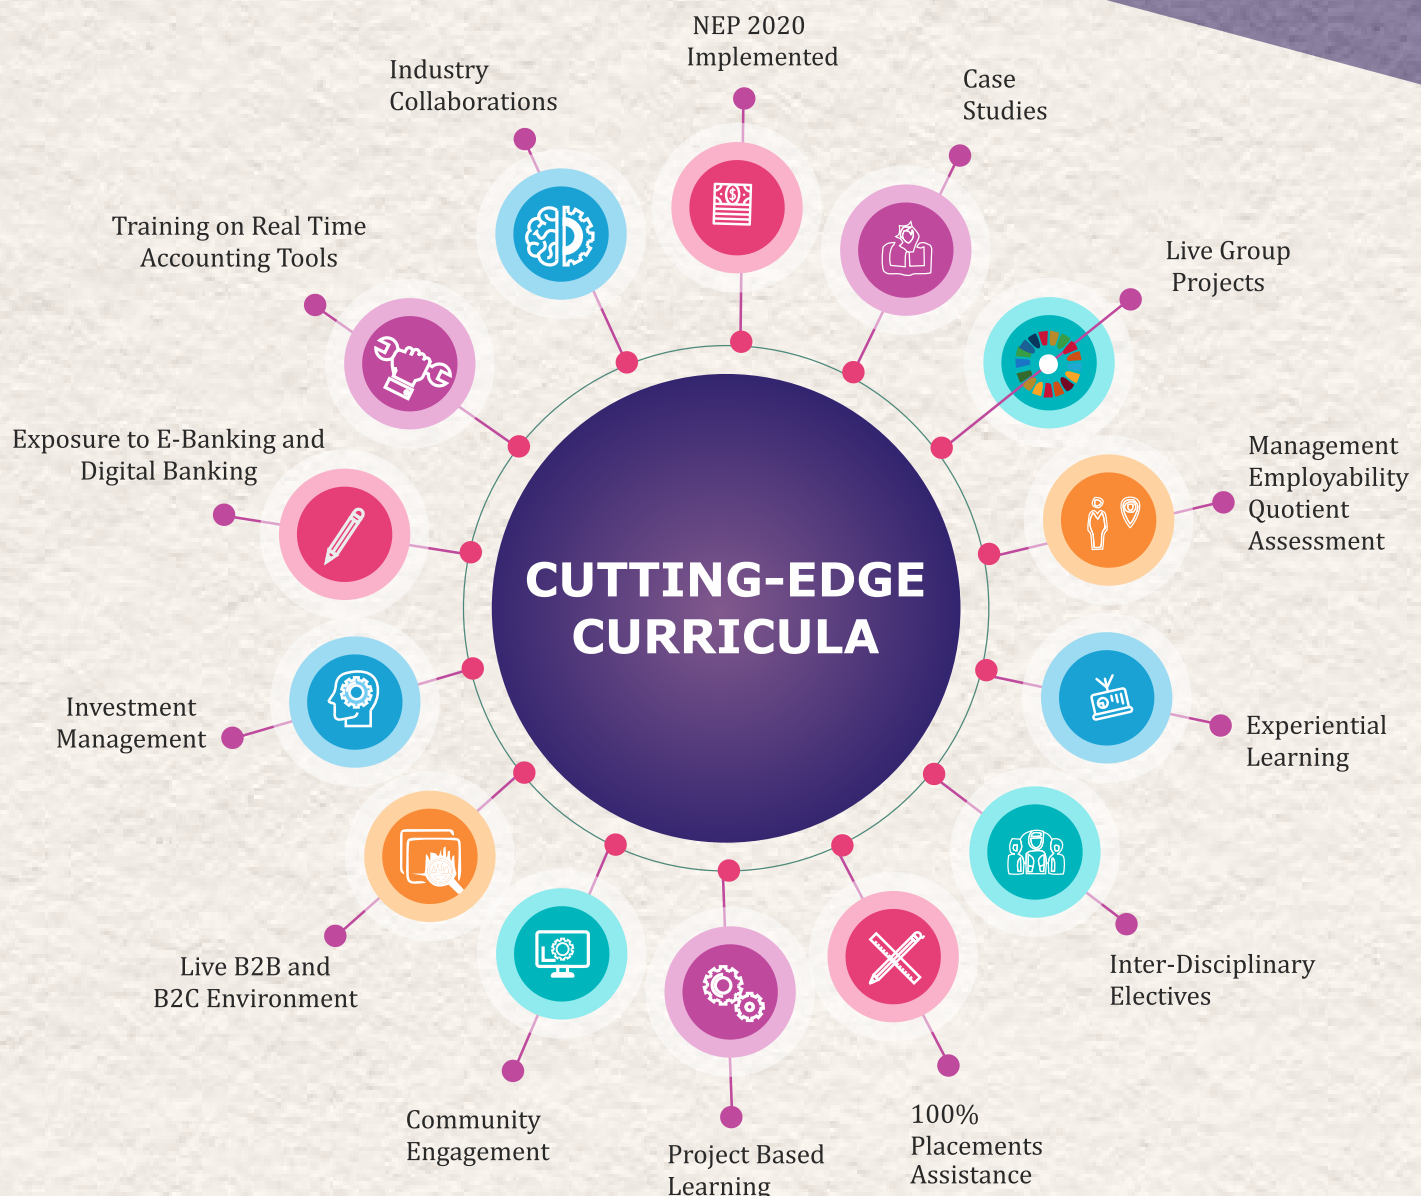 NEP 2020
Implemented
Case
Studies
Live Group
Projects
Management
Employability
Quotient
Assessment
Experiential
Learning
Inter-Disciplinary
Electives
100%
Placements
Assistance
Project Based
Learning
Community
Engagement
Live B2B and
B2C Environment
Investment
Management
Exposure to E-Banking and
Digital Banking
Training on Real Time
Accounting Tools
Industry
Collaborations
CUTTING-EDGE
CURRICULA